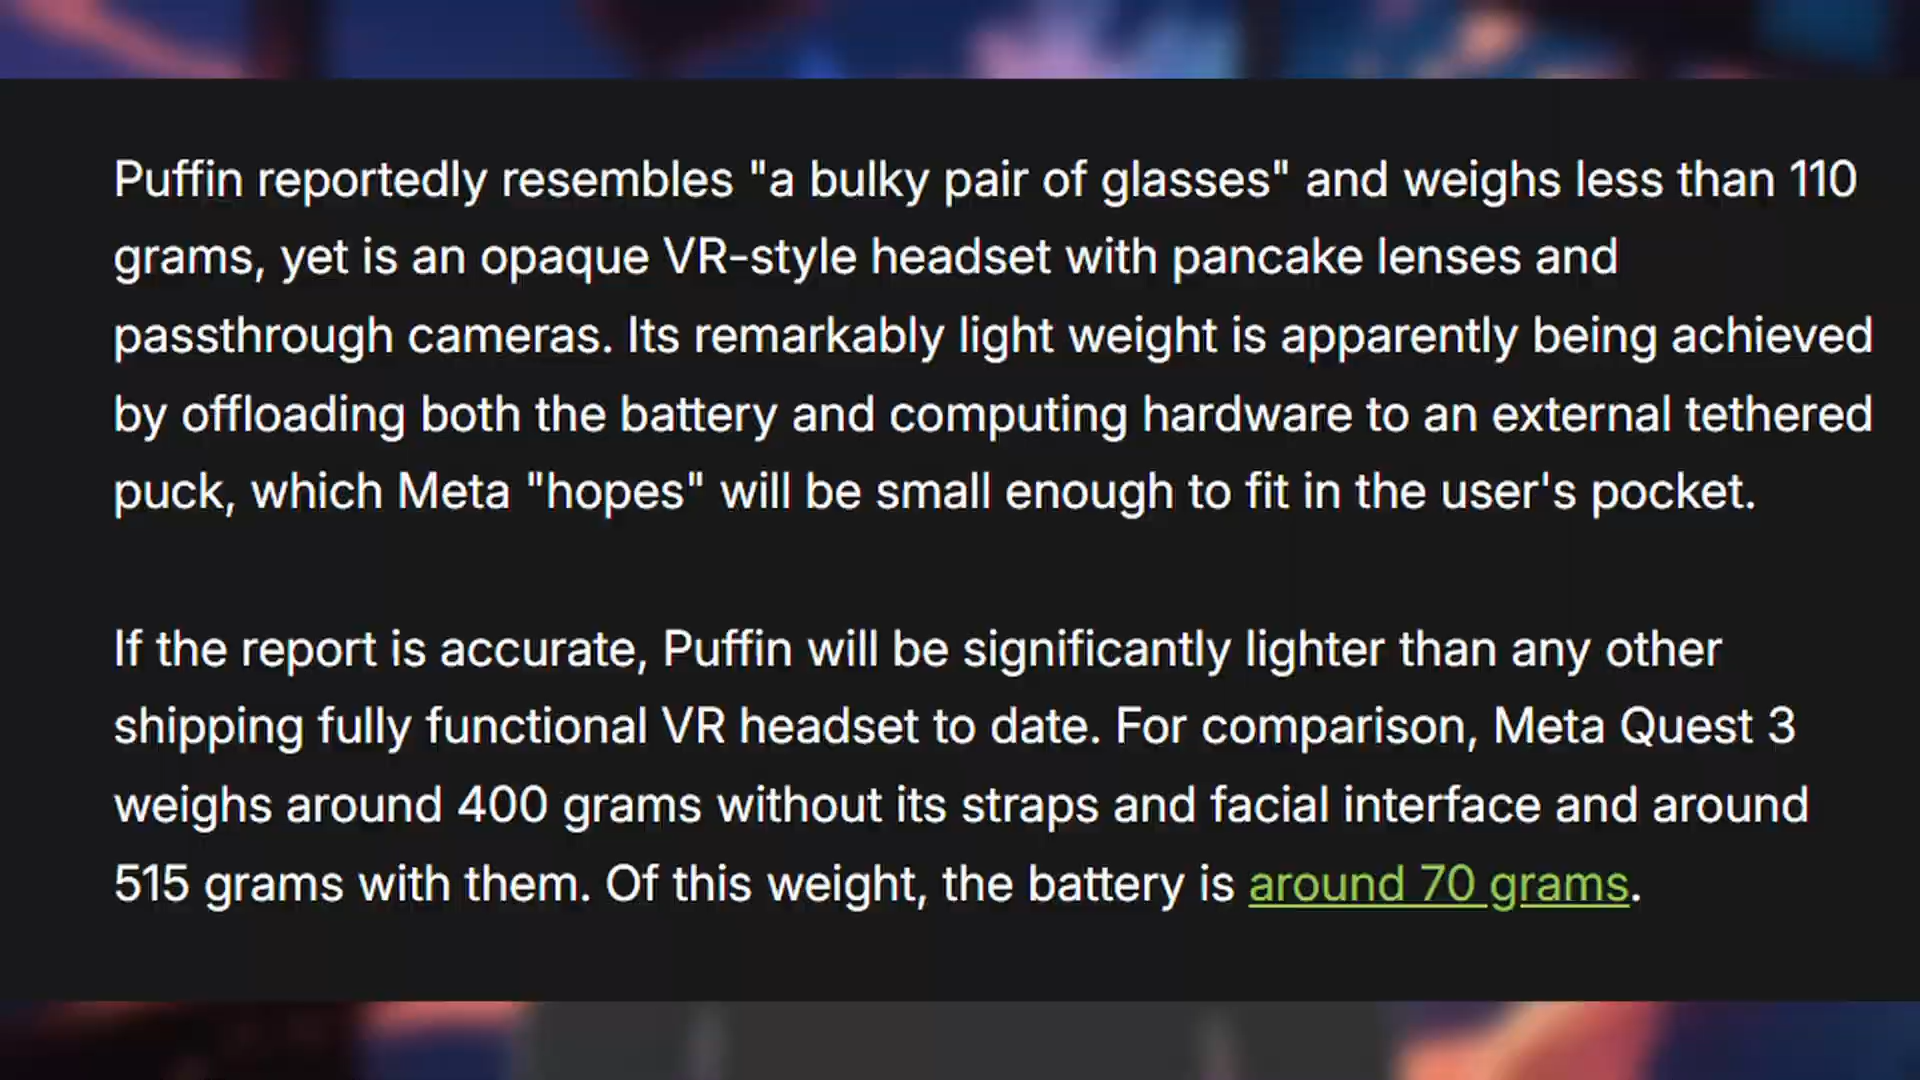 Puffin reportedly resembles "a bulky pair of glasses" and weighs less than 110
grams, yet is an opaque VR-style headset with pancake lenses and
passthrough cameras. Its remarkably light weight is apparently being achieved
by offloading both the battery and computing hardware to an external tethered
puck, which Meta "hopes" will be small enough to fit in the user's pocket.
If the report is accurate, Puffin will be significantly lighter than any other
shipping fully functional VR headset to date. For comparison, Meta Quest 3
weighs around 400 grams without its straps and facial interface and around
515 grams with them. Of this weight, the battery is around 70 grams.